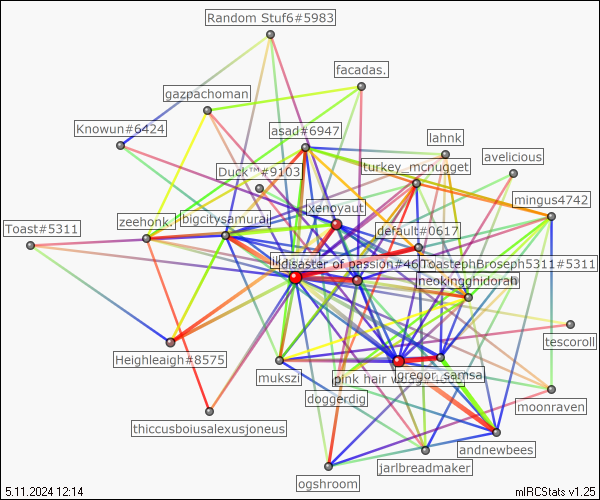 Random Stuf6#5983
facadas.
gazpachoman
Knowun#6424
asad#6947
lahnk
turkey_mcnugget
avelicious
Duck™#9103
mingus4742
xenovaut
zeehonk.
bigcitysamurai
Toast#5311
default#0617
disaster of passion#46
ToastephBroseph5311#5311
neokingghidorah
tescoroll
Heighleaigh#8575
mukszi
pink hair
gregor_samsa.
moonraven
doggerdig
thiccusboiusalexusjoneus
andnewbees
jarlbreadmaker
ogshroom
5.11.2024 12:14
mIRCStats v1.25